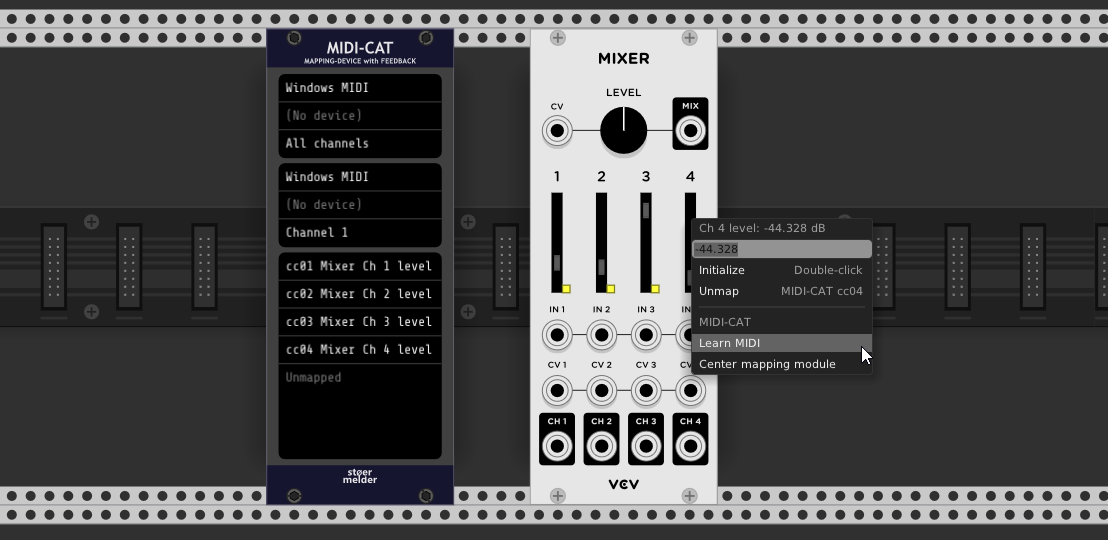 MIDI-CAT
MAPPING-DEVICE with FEEDBACK
Windows MIDI
(No device)
All channels
Windows MIDI
(No device)
Channel 1
cc01 Mixer Ch 1 level
cc02 Mixer Ch 2 level
cc03 Mixer Ch 3 level
cc04 Mixer Ch 4 level
Unmapped
støer
melder
MIXER
LEVEL
CV
MIX
1 2 3 4
IN 1 IN 2 IN 3 IN
CV 1 CV 2 CV 3 CV
CH 1 CH 2 CH 3 CH 4
VCV
Ch 4 level: -44.328 dB
-44.328
Initialize Double-click
Unmap MIDI-CAT cc04
MIDI-CAT
Learn MIDI
Center mapping module